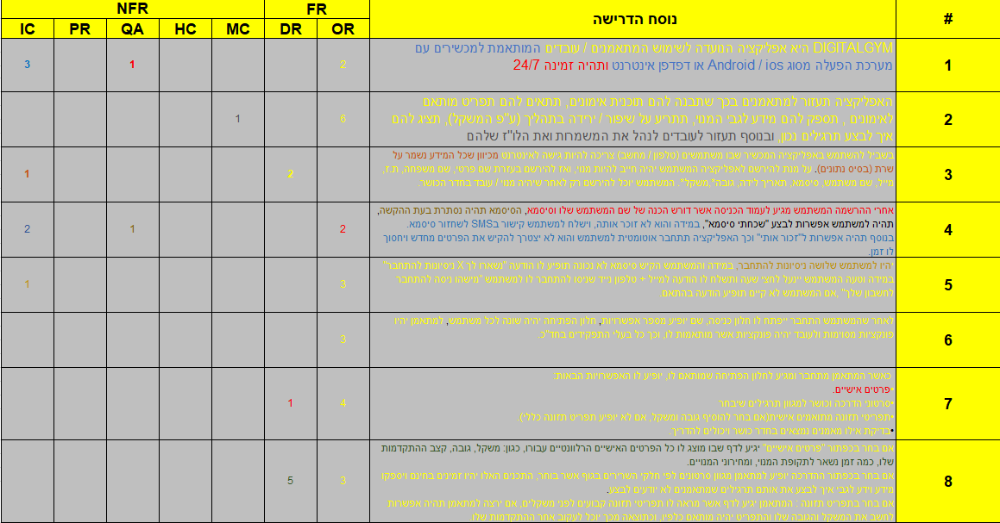 # נוסח הדרישה FR NFR
OR DR MC HC QA PR IC
1
DIGITALGYM היא אפליקציה הנועדה לשימוש המתאמנים / עובדים המותאמת למכשירים עם
מערכת הפעלה מסוג Android / ios או דפדפן אינטרנט ותהיה זמינה 24/7
2 1 3
2
האפליקציה תעזור למתאמנים בכך שתבנה להם תוכנית אימונים, תתאים להם תפריט מותאם
לאימונים , תספק להם מידע לגבי המנוי, תתריע על שיפור / ירידה בתהליך (ע"פ המשקל), תציג להם
איך לבצע תרגילים נכון, ובנוסף תעזור לעובדים לנהל את המשמרות ואת הלו"ז שלהם
6 1
3
בשביל להשתמש באפליקציה המכשיר שבו משתמשים (טלפון / מחשב) צריכה להיות גישה לאינטרנט מכיוון שכל המידע נשמר על
שרת (בסיס נתונים). על מנת להירשם לאפליקציה המשתמש יהיה חייב להיות מנוי, ואז להירשם בעזרת שם פרטי, שם משפחה, ת.ז,
מייל, שם משתמש, סיסמא, תאריך לידה, גובה*,משקל*. המשתמש יוכל להירשם רק לאחר שיהיה מנוי / עובד בחדר הכושר.
2 1
4
אחרי ההרשמה המשתמש מגיע לעמוד הכניסה אשר דורש הכנה של שם המשתמש שלו וסיסמא, הסיסמא תהיה נסתרת בעת ההקשה,
תהיה למשתמש אפשרות לבצע "שכחתי סיסמא", במידה והוא לא זוכר אותה, וישלח למשתמש קישור בSMS לשחזור סיסמא.
בנוסף תהיה אפשרות ל"זכור אותי" וכך האפליקציה תתחבר אוטומטית למשתמש והוא לא יצטרך להקיש את הפרטים מחדש ויחסוך
לו זמן.
2 1 2
5
יהיו למשתמש שלושה ניסיונות להתחבר, במידה והמשתמש הקיש סיסמא לא נכונה תופיע לו הודעה "נשארו לך X ניסיונות להתחבר"
במידה וטעה המשתמש יינעל לחצי שעה ותשלח לו הודעה למייל + טלפון נייד שניסו להתחבר לו למשתמש "מישהו ניסה להתחבר
לחשבון שלך" ,אם המשתמש לא קיים תופיע הודעה בהתאם.
3 1
6
לאחר שהמשתמש התחבר ייפתח לו חלון כניסה, שם יופיע מספר אפשרויות, חלון הפתיחה יהיה שונה לכל משתמש, למתאמן יהיו
פונקציות מסוימות ולעובד יהיה פונקציות אשר מותאמות לו, וכך כל בעלי התפקידים בחד"כ.
3
7
כאשר המתאמן מתחבר ומגיע לחלון הפתיחה שמותאם לו, יופיע לו האפשרויות הבאות:
•פרטים אישיים.
•סרטוני הדרכה וכושר למגוון תרגילים שיבחר
•תפריטי תזונה מתואמים אישית(אם בחר להוסיף גובה ומשקל, אם לא יופיע תפריט תזונה כללי).
•בדיקת אילו מאמנים נמצאים בחדר כושר ויכולים להדריך.
4 1
8
אם בחר בכפתור "פרטים אישיים" יגיע לדף שבו מוצג לו כל הפרטים האישיים הרלוונטיים עבורו, כגון: משקל, גובה, קצב ההתקדמות
שלו, כמה זמן נשאר לתקופת המנוי, ומחירוני המנויים.
אם בחר בכפתור ההדרכה יופיע למתאמן מגוון סרטונים לפי חלקי השרירים בגוף אשר בוחר, התכנים האלו יהיו זמינים בחינם ויספקו
מידע וידע לגבי איך לבצע את אותם תרגילים שמתאמנים לא יודעים לבצע.
אם בחר בתפריט תזונה : המתאמן יגיע לדף אשר מראה לו תפריטי תזונה קבועים לפני משקלים, אם ירצה למתאמן תהיה אפשרות
לחשב את המשקל והגובה שלו והתפריט יהיה מותאם כלפיו, וכתוצאה מכך יוכל לעקוב אחר ההתקדמות שלו.
3 5